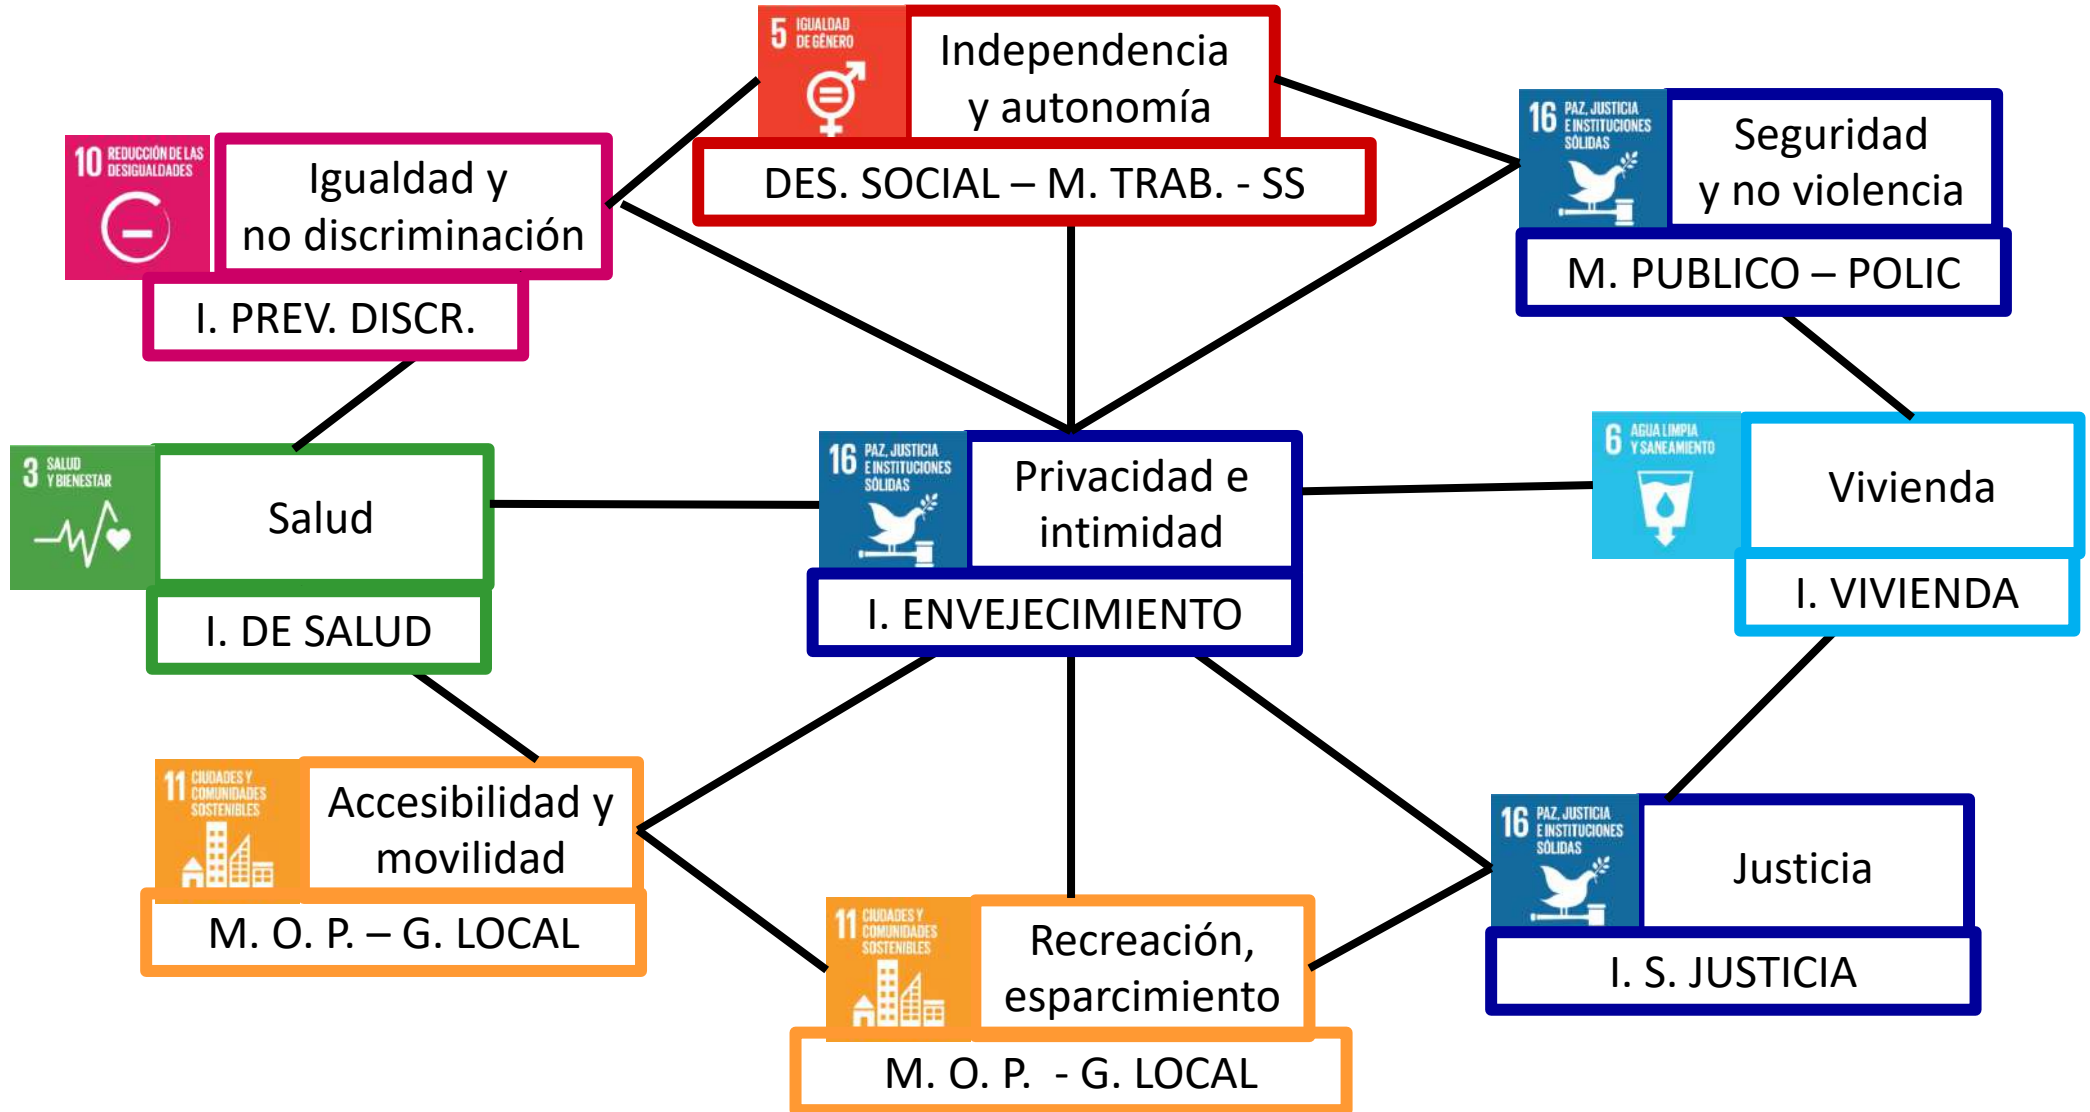 5 IGUALDAD
DE GÉNERO
Independencia
y autonomía
DES. SOCIAL – M. TRAB. - SS
10 REDUCCIÓN DE LAS
DESIGUALDADES
Igualdad y
no discriminación
I. PREV. DISCR.
16 PAZ, JUSTICIA
E INSTITUCIONES
SÓLIDAS
Seguridad
y no violencia
M. PUBLICO – POLIC
3 SALUD
Y BIENESTAR
Salud
I. DE SALUD
16 PAZ, JUSTICIA
E INSTITUCIONES
SÓLIDAS
Privacidad e
intimidad
I. ENVEJECIMIENTO
6 AGUA LIMPIA
Y SANEAMIENTO
Vivienda
I. VIVIENDA
11 CIUDADES Y
COMUNIDADES
SOSTENIBLES
Accesibilidad y
movilidad
M. O. P. – G. LOCAL
11 CIUDADES Y
COMUNIDADES
SOSTENIBLES
Recreación,
esparcimiento
M. O. P. - G. LOCAL
16 PAZ, JUSTICIA
E INSTITUCIONES
SÓLIDAS
Justicia
I. S. JUSTICIA